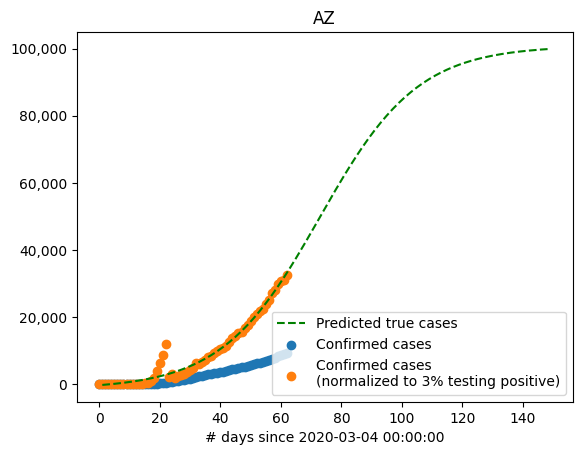 AZ
100,000
80,000
60,000
40,000
20,000
0
Predicted true cases
Confirmed cases
Confirmed cases
(normalized to 3% testing positive)
0 20 40 60 80 100 120 140
# days since 2020-03-04 00:00:00